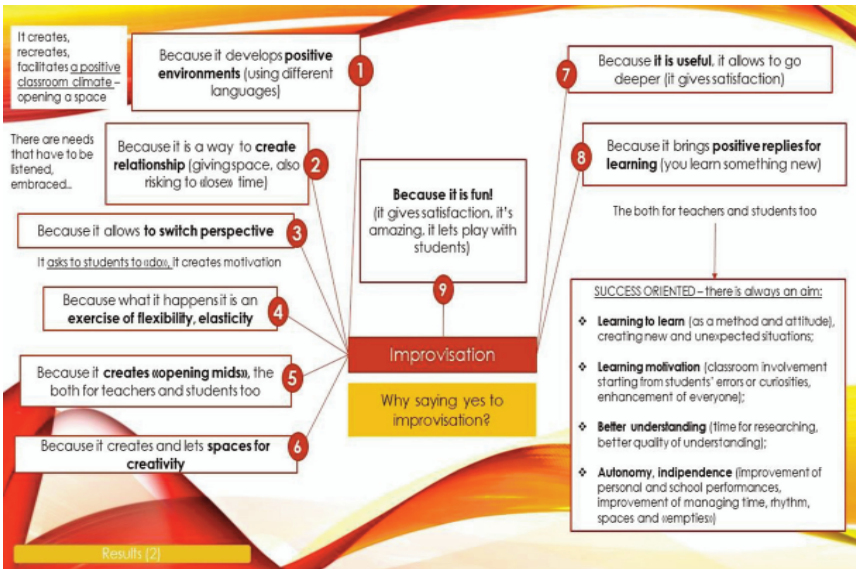 It creates,
recreates,
facilitates a positive
classroom climate –
opening a space
Because it develops positive
environments (using different
languages)
1
There are needs
that have to be
listened,
embraced...
Because it is a way to create
relationship (giving space, also
risking to «lose» time)
2
Because it allows to switch perspective
3
It asks to students to «do», it creates motivation
Because what it happens it is an
exercise of flexibility, elasticity
4
Because it creates «opening mids», the
both for teachers and students too
5
Because it creates and lets spaces for
creativity
6
Because it is fun!
(it gives satisfaction, it's
amazing, it lets play with
students)
9
Improvisation
Why saying yes to
improvisation?
7
Because it is useful, it allows to go
deeper (it gives satisfaction)
8
Because it brings positive replies for
learning (you learn something new)
The both for teachers and students too
SUCCESS ORIENTED – there is always an aim:
❖ Learning to learn (as a method and attitude),
creating new and unexpected situations;
❖ Learning motivation (classroom involvement
starting from students' errors or curiosities,
enhancement of everyone);
❖ Better understanding (time for researching,
better quality of understanding);
❖ Autonomy, indipendence (improvement of
personal and school performances,
improvement of managing time, rhythm,
spaces and «empties»)
Results (2)